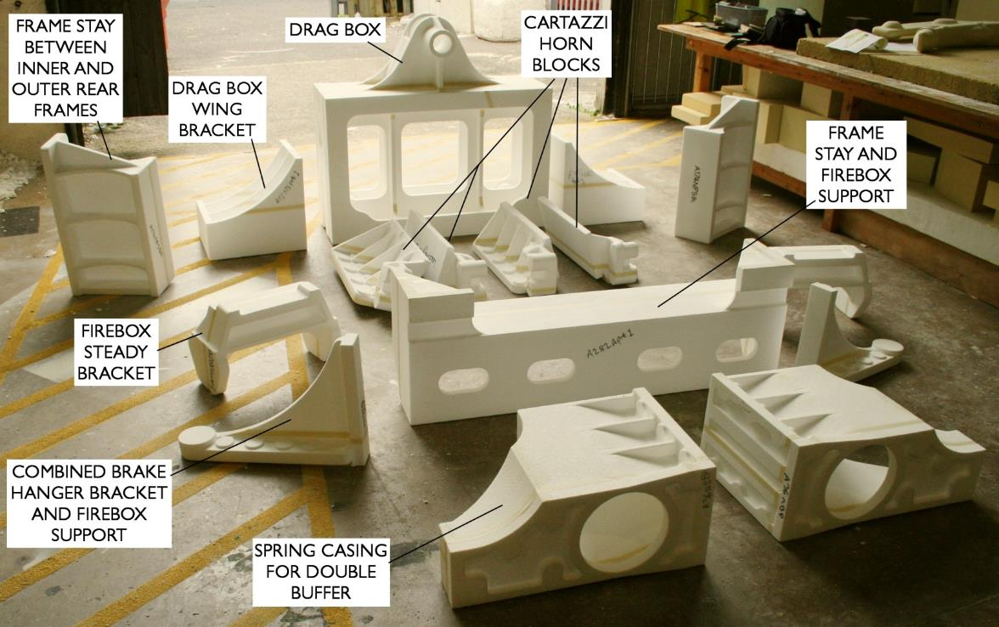 FRAME STAY
BETWEEN
INNER AND
OUTER REAR
FRAMES
DRAG BOX
WING
BRACKET
DRAG BOX
CARTAZZI
HORN
BLOCKS
FRAME
STAY AND
FIREBOX
SUPPORT
FIREBOX
STEADY
BRACKET
COMBINED BRAKE
HANGER BRACKET
AND FIREBOX
SUPPORT
SPRING CASING
FOR DOUBLE
BUFFER